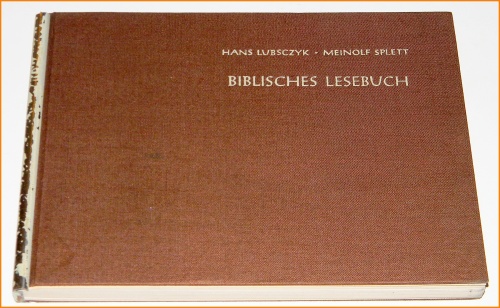 HANS LUBSCZYK • MEINOLF SPLETT
BIBLISCHES LESEBUCH